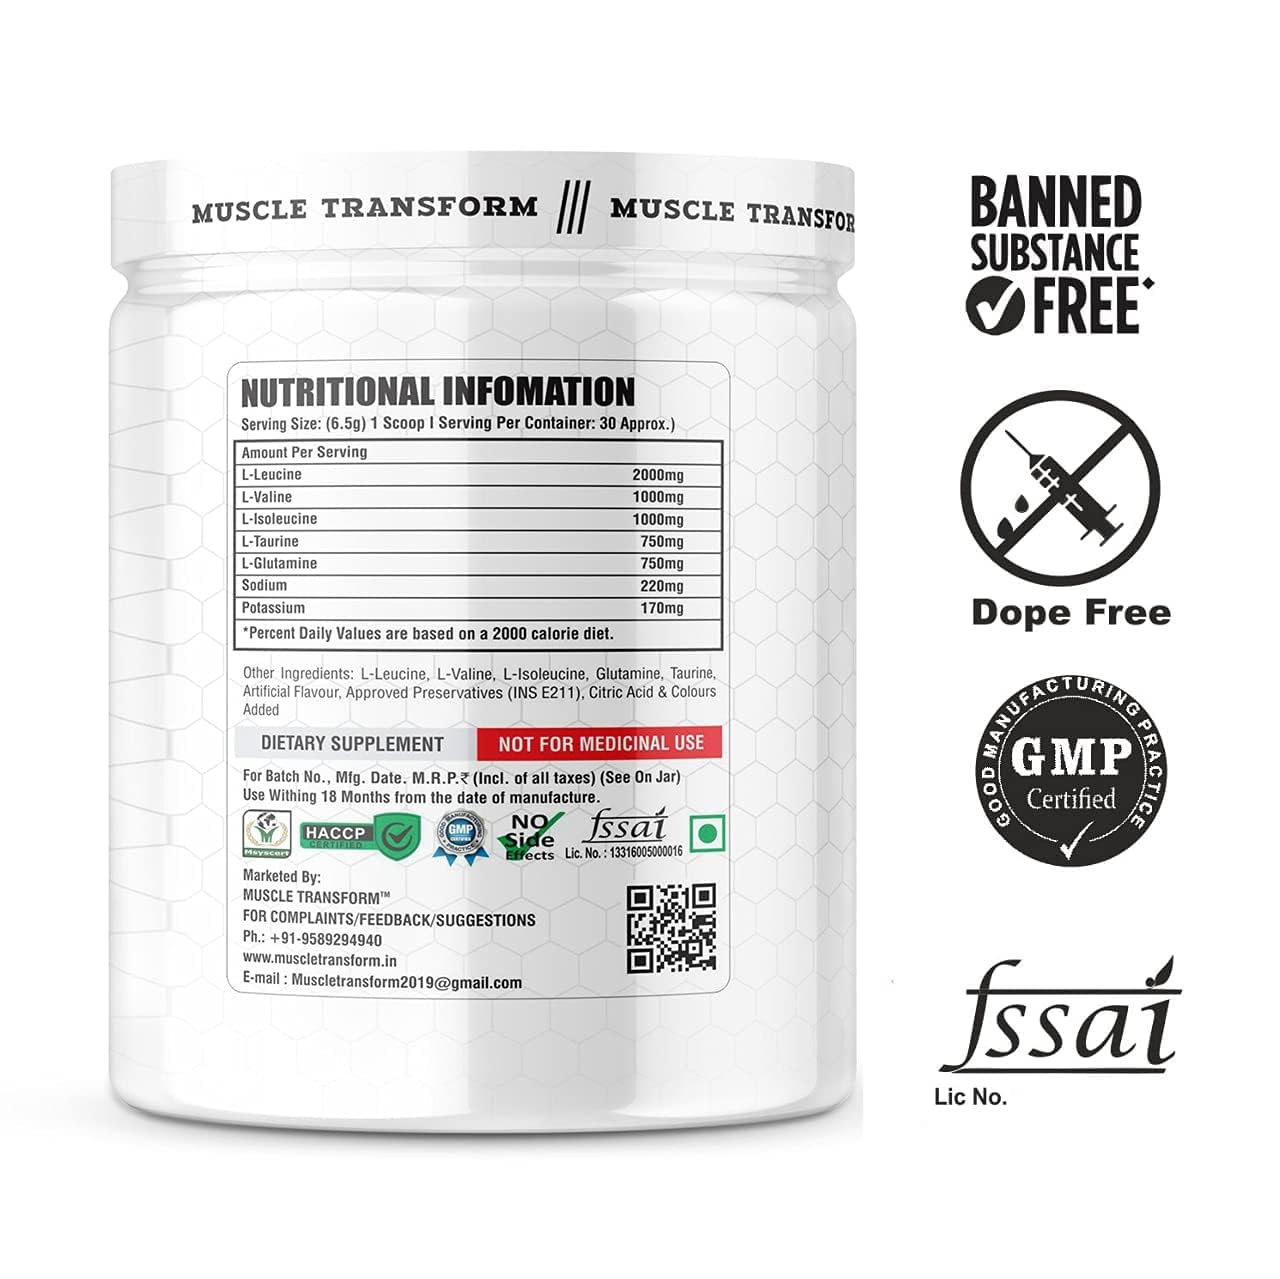 MUSCLE TRANSFORM /// MUSCLE TRANSFOR
NUTRITIONAL INFOMATION
Serving Size: (6.5g) 1 Scoop I Serving Per Container: 30 Approx.)
Amount Per Serving
L-Leucine 2000mg
L-Valine 1000mg
L-Isoleucine 1000mg
L-Taurine 750mg
L-Glutamine 750mg
Sodium 220mg
Potassium 170mg
*Percent Daily Values are based on a 2000 calorie diet.
Other Ingredients: L-Leucine, L-Valine, L-Isoleucine, Glutamine, Taurine,
Artificial Flavour, Approved Preservatives (INS E211), Citric Acid & Colours
Added
DIETARY SUPPLEMENT NOT FOR MEDICINAL USE
For Batch No., Mfg. Date. M.R.P.₹ (Incl. of all taxes) (See On Jar)
Use Withing 18 Months from the date of manufacture.
Msyscert
HACCP
CERTIFIED
GOOD MANUFACTURING
GMP
CERTIFIED
PRACTICE
NO
Side
Effects
fssai
Lic. No. : 13316005000016
Marketed By:
MUSCLE TRANSFORM™
FOR COMPLAINTS/FEEDBACK/SUGGESTIONS
Ph.: +91-9589294940
www.muscletransform.in
E-mail : Muscletransform2019@gmail.com
BANNED
SUBSTANCE
FREE
Dope Free
GOOD MANUFACTURING PRACTICE
GMP
Certified
fssai
Lic No.